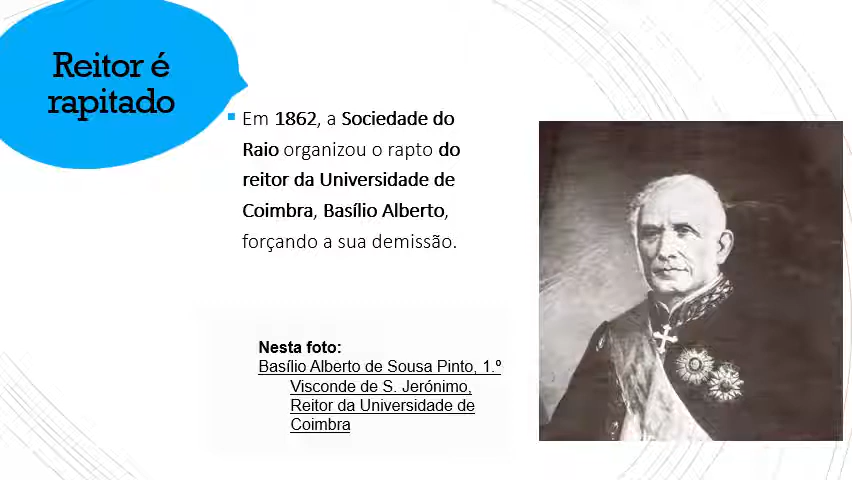 Reitor é
rapitado
Em 1862, a Sociedade do
Raio organizou o rapto do
reitor da Universidade de
Coimbra, Basílio Alberto,
forçando a sua demissão.
Nesta foto:
Basílio Alberto de Sousa Pinto, 1.º
Visconde de S. Jerónimo,
Reitor da Universidade de
Coimbra